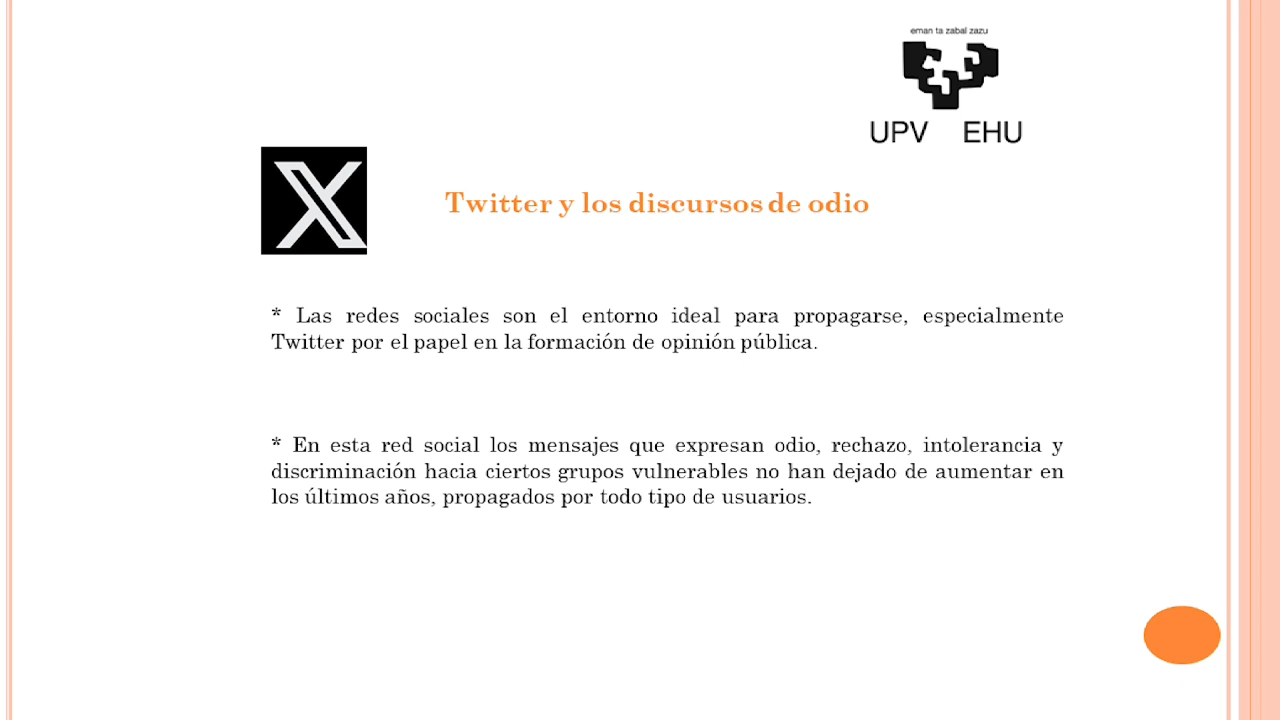 eman ta zabal zazu
UPV EHU
Twitter y los discursos de odio
* Las redes sociales son el entorno ideal para propagarse, especialmente
Twitter por el papel en la formación de opinión pública.
* En esta red social los mensajes que expresan odio, rechazo, intolerancia y
discriminación hacia ciertos grupos vulnerables no han dejado de aumentar en
los últimos años, propagados por todo tipo de usuarios.